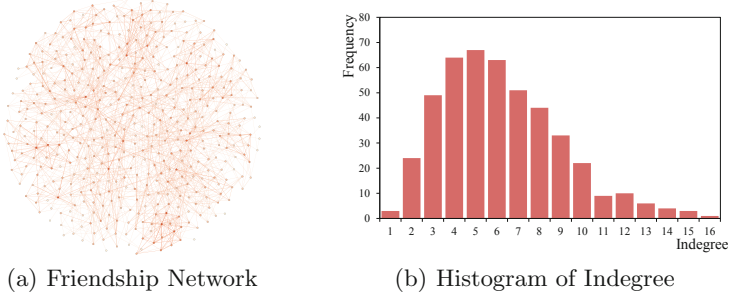 80
70
60
50
40
30
20
10
0
Frequency
1 2 3 4 5 6 7 8 9 10 11 12 13 14 15 16
Indegree
(a) Friendship Network
(b) Histogram of Indegree